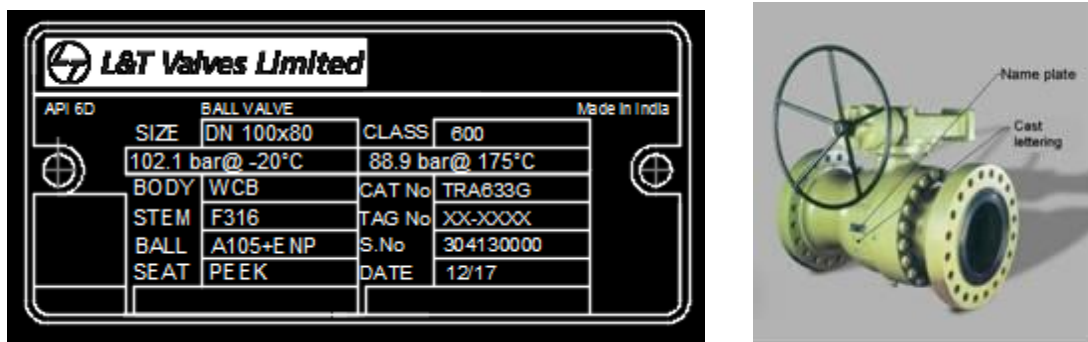 L&T Valves Limited
API 6D BALL VALVE Made in India
SIZE DN 100x80 CLASS 600
102.1 bar@ -20°C 88.9 bar@ 175°C
BODY WCB CAT No TRA633G
STEM F316 TAG No XX-XXXX
BALL A105+ENP S.No 304130000
SEAT PEEK DATE 12/17
Name plate
Cast
lettering